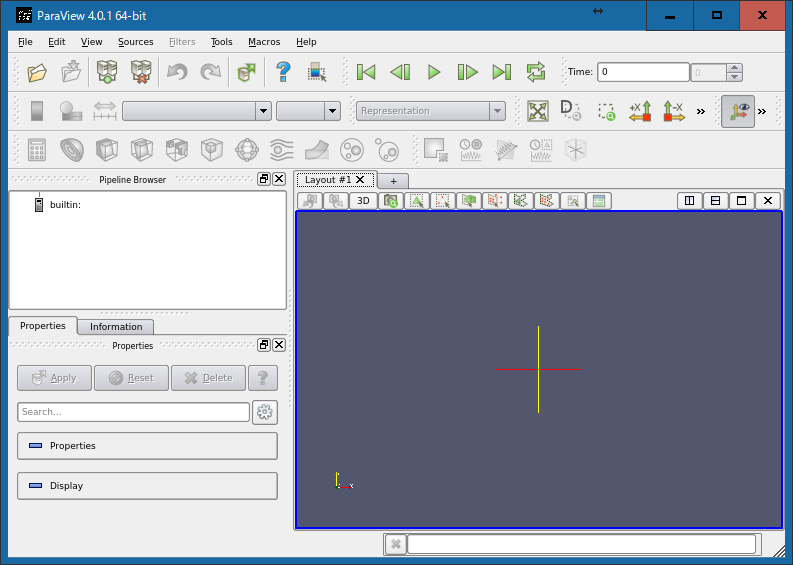 ParaView 4.0.1 64-bit
File Edit View Sources Filters Tools Macros Help
Time: 0 0
Representation D +X -X » »
Pipeline Browser
builtin:
Layout #1 +
3D
Properties Information
Properties
Apply Reset Delete ?
Search...
Properties
Display